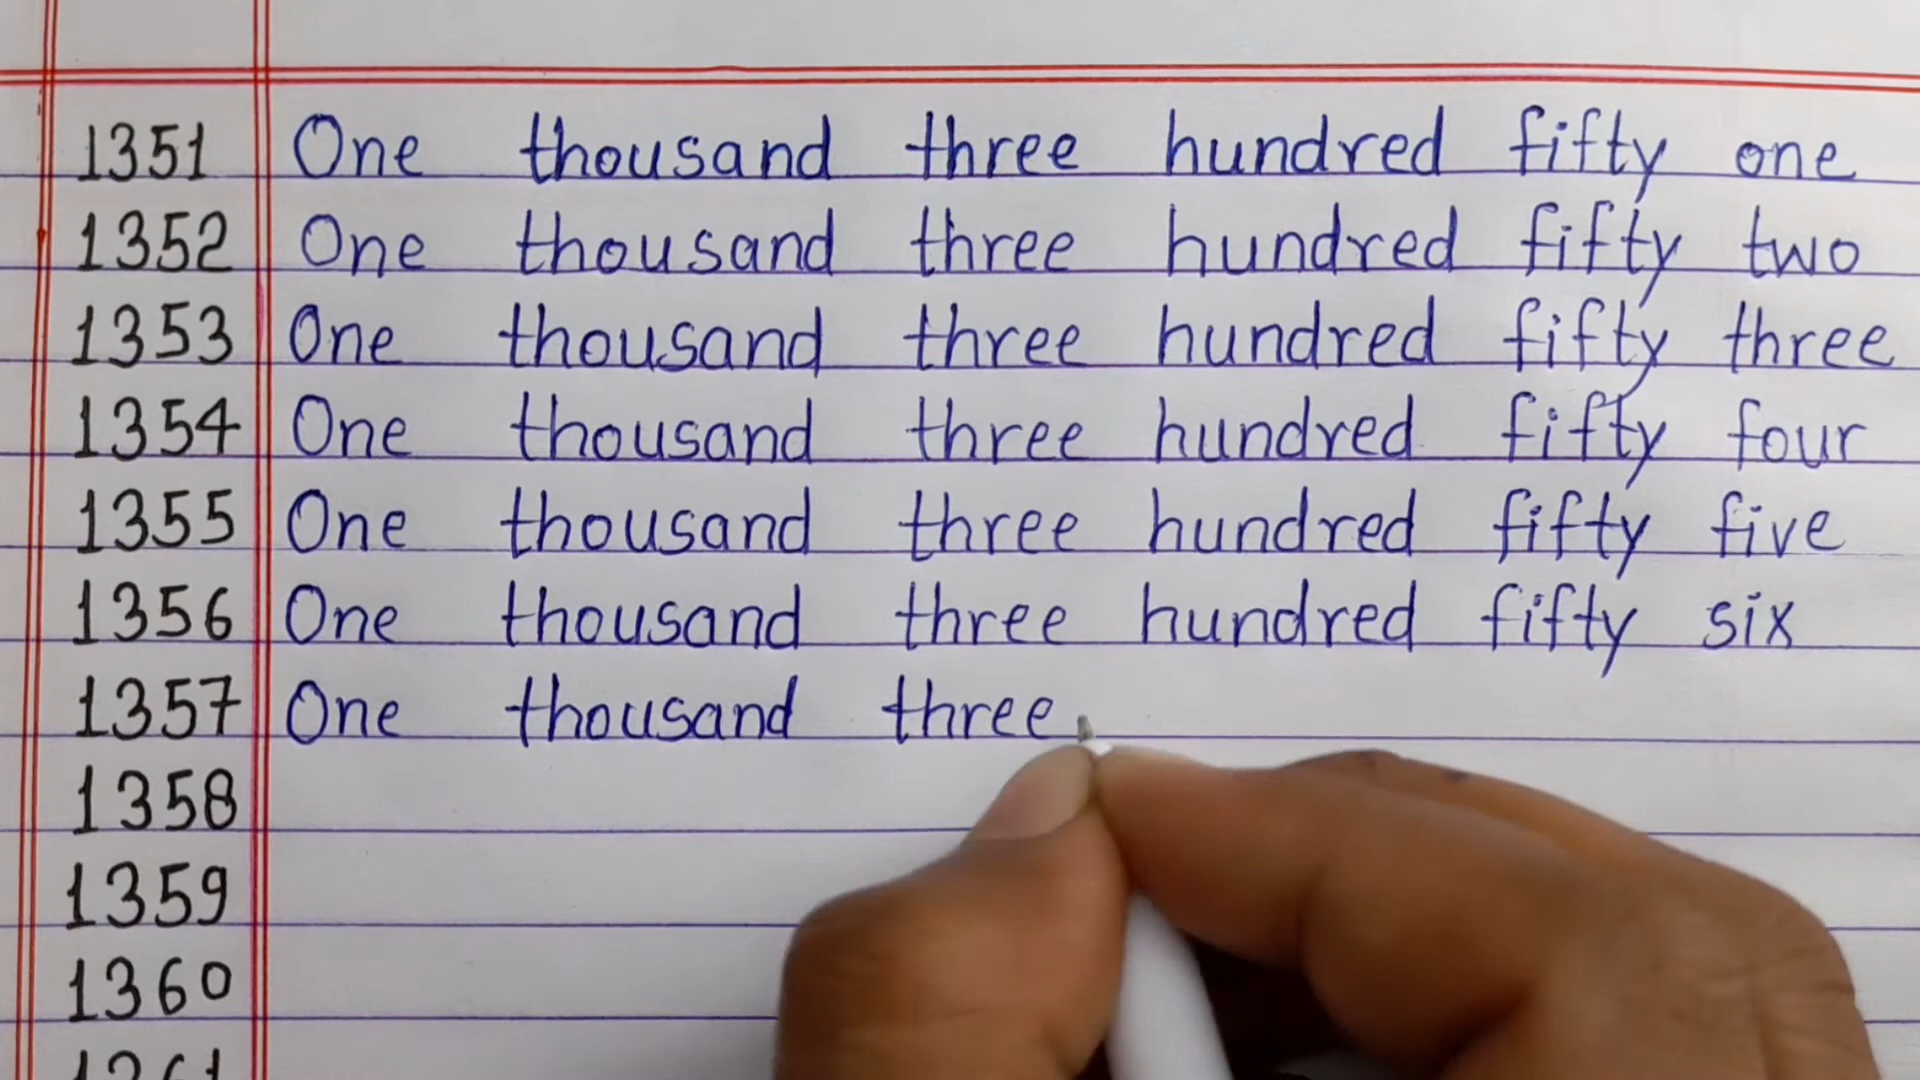 1351 One thousand three hundred fifty one
1352 One thousand three hundred fifty two
1353 One thousand three hundred fifty three
1354 One thousand three hundred fifty four
1355 One thousand three hundred fifty five
1356 One thousand three hundred fifty six
1357 One thousand three
1358
1359
1360
1361